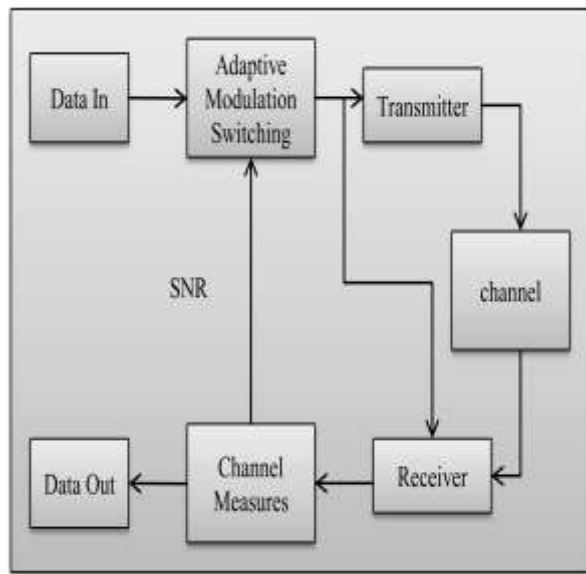 Data In
Adaptive
Modulation
Switching
Transmitter
channel
SNR
Data Out
Channel
Measures
Receiver